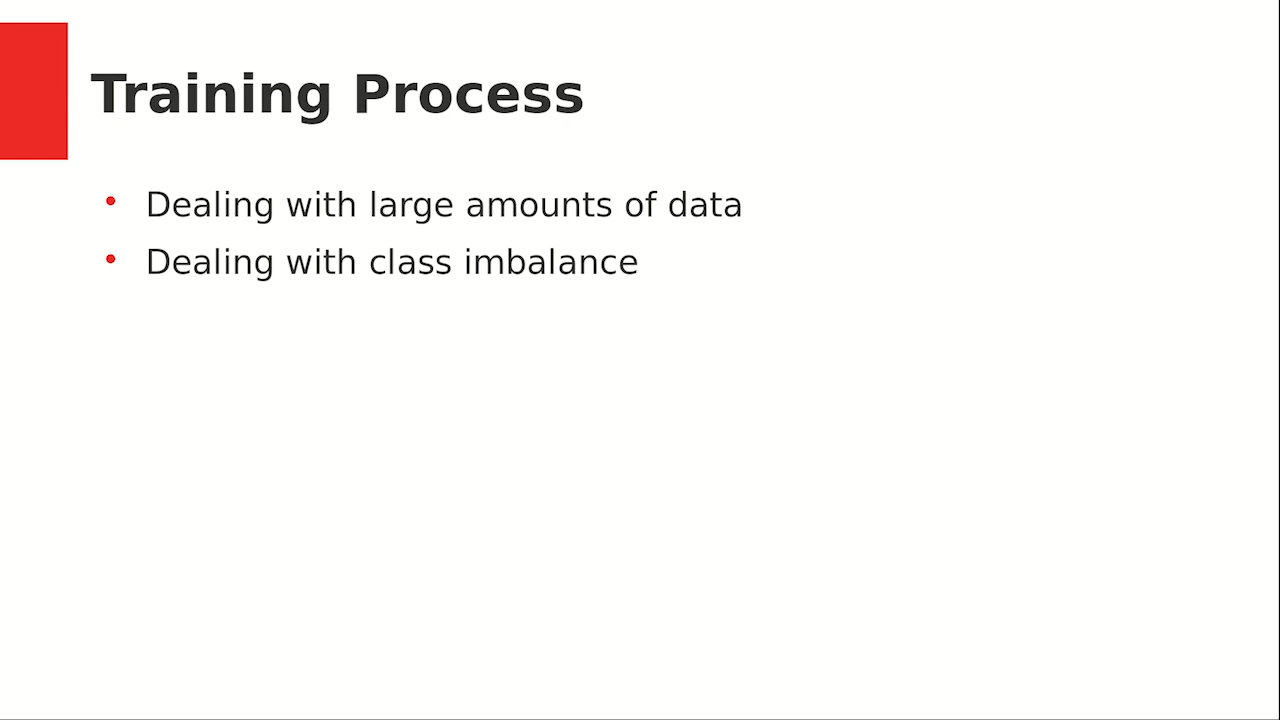 Training Process
• Dealing with large amounts of data
• Dealing with class imbalance